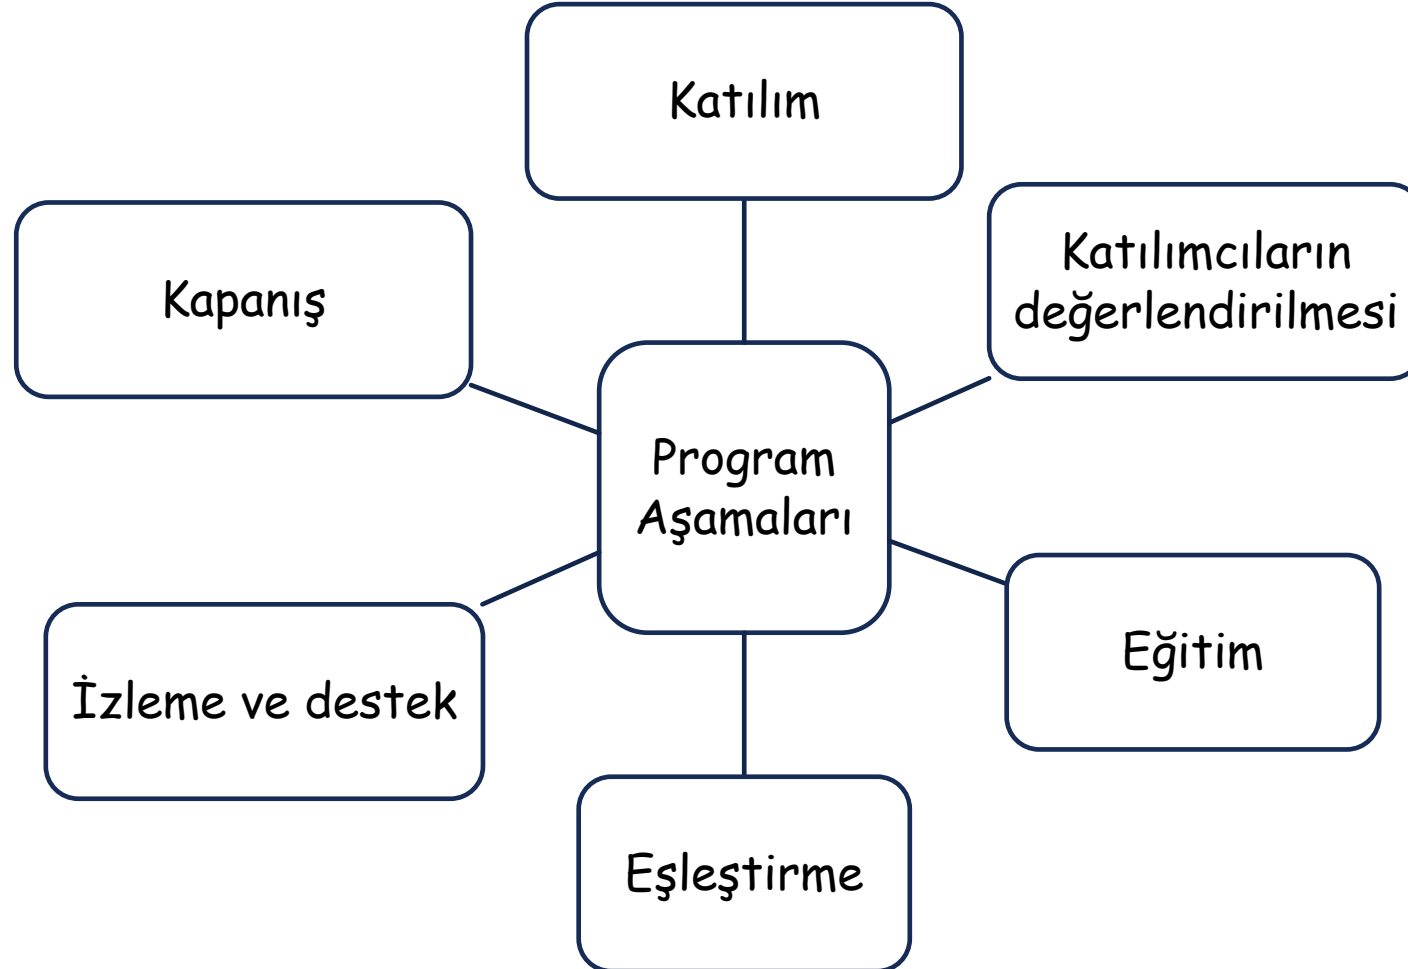 Katılım
Katılımcıların
değerlendirilmesi
Kapanış
Program
Aşamaları
Eğitim
İzleme ve destek
Eşleştirme